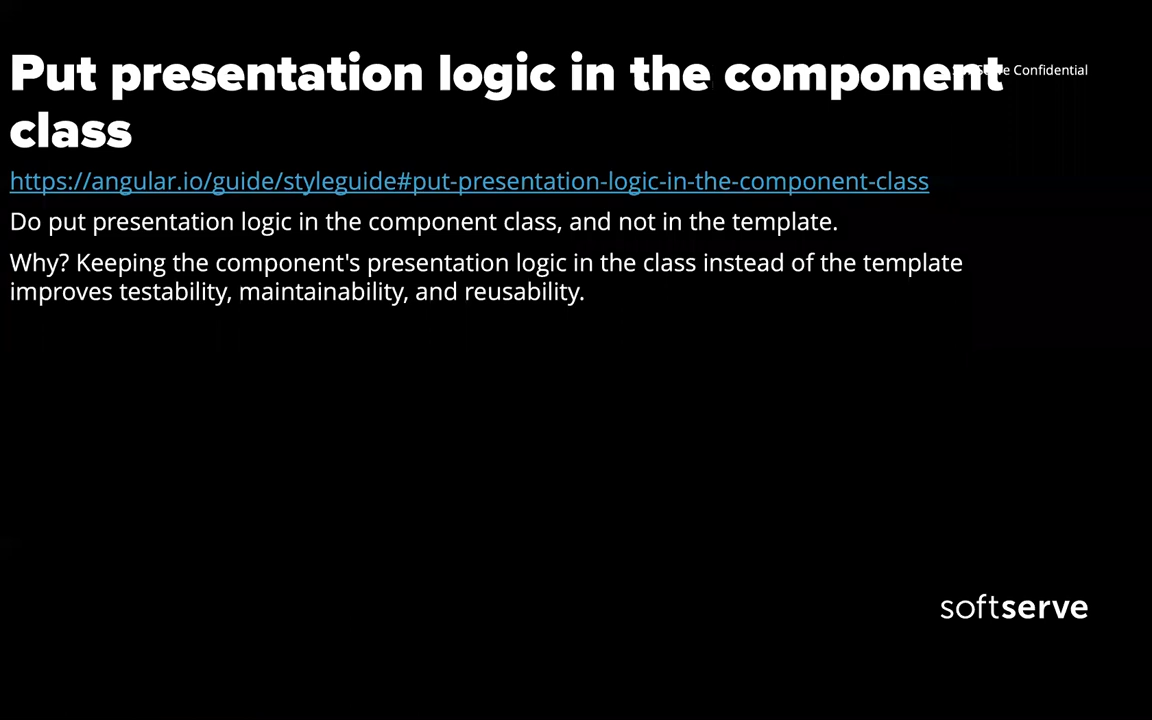 Put presentation logic in the component
Confidential
class
https://angular.io/guide/styleguide#put-presentation-logic-in-the-component-class
Do put presentation logic in the component class, and not in the template.
Why? Keeping the component's presentation logic in the class instead of the template
improves testability, maintainability, and reusability.
softserve